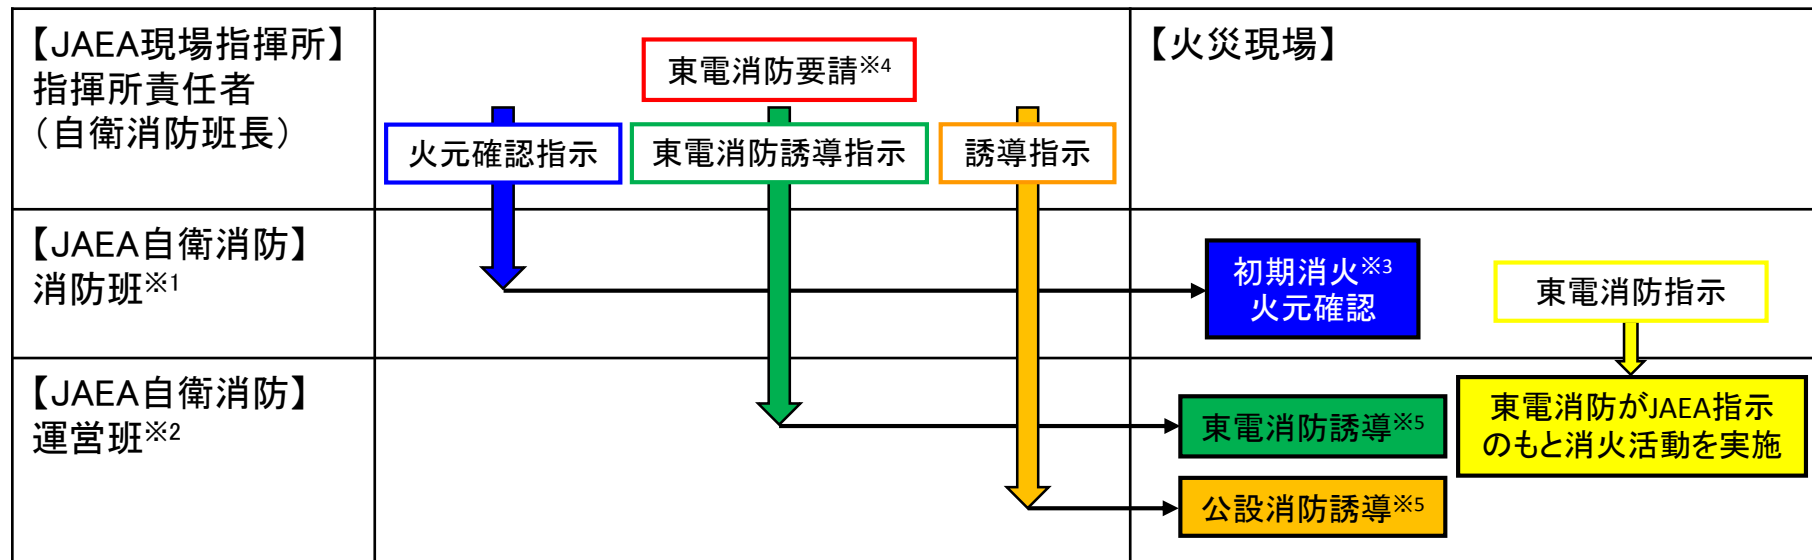 【JAEA現場指揮所】
指揮所責任者
（自衛消防班長）
東電消防要請※4
火元確認指示
東電消防誘導指示
誘導指示
【火災現場】
【JAEA自衛消防】
消防班※1
初期消火※3
火元確認
東電消防指示
【JAEA自衛消防】
運営班※2
東電消防誘導※5
公設消防誘導※5
東電消防がJAEA指示
のもと消火活動を実施